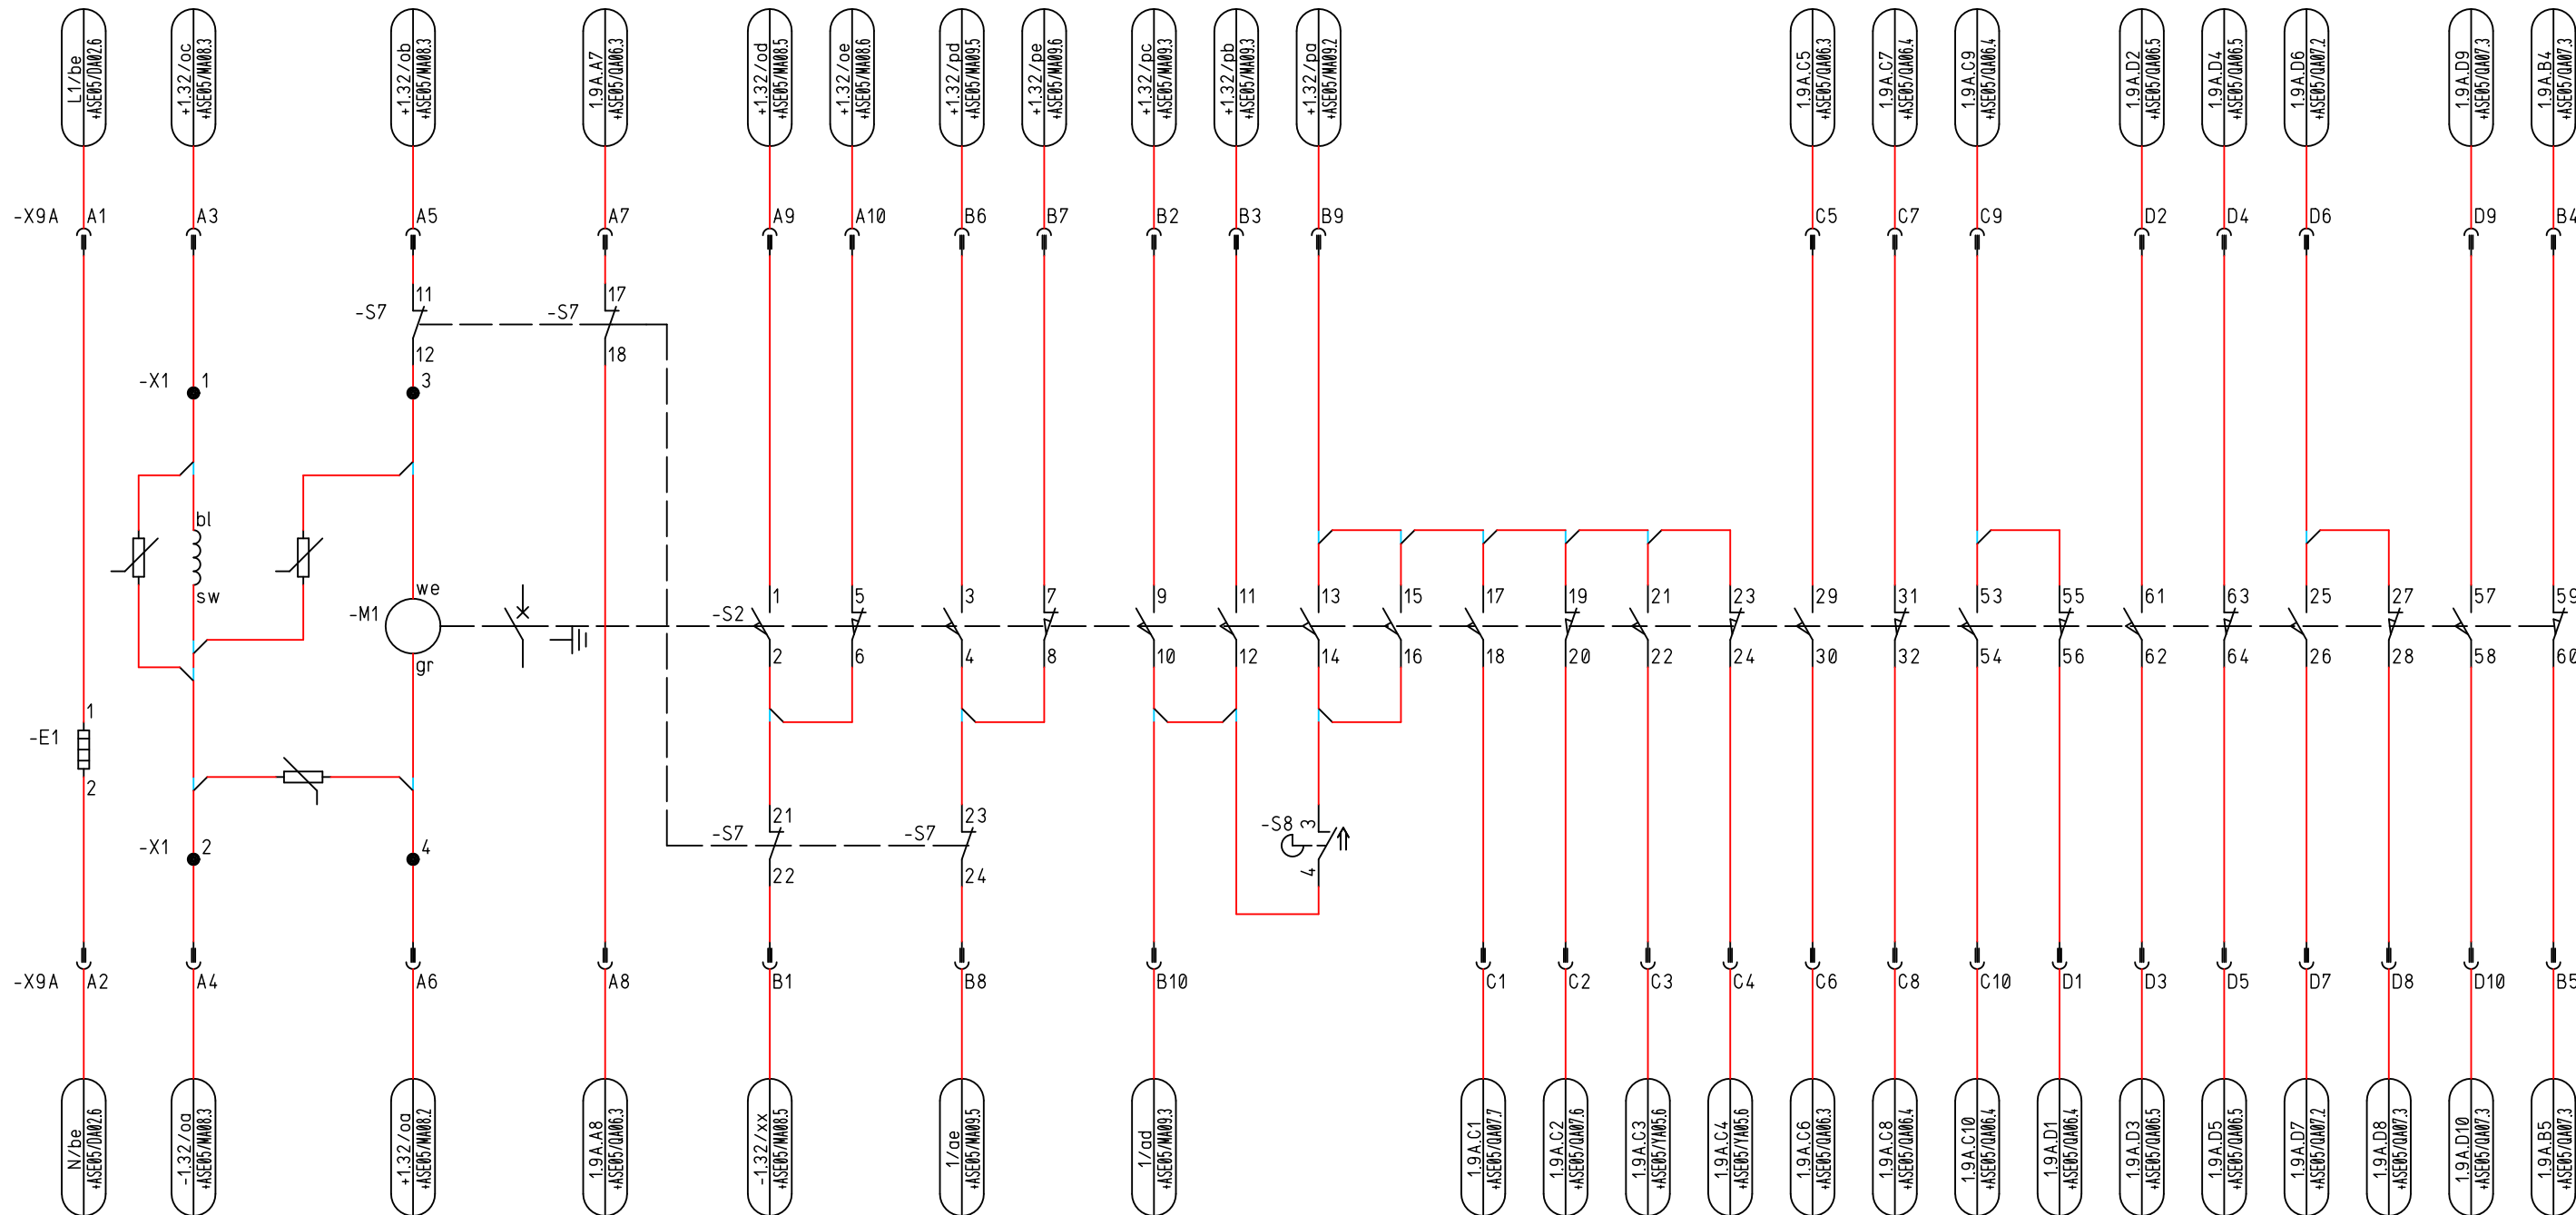 L1/be
+ASE05/DA02.6
+1.32/oc
+ASE05/MA08.3
+1.32/ob
+ASE05/MA08.3
1.9A.A7
+ASE05/QA06.3
+1.32/od
+ASE05/MA08.5
+1.32/oe
+ASE05/MA08.6
+1.32/pd
+ASE05/MA09.5
+1.32/pe
+ASE05/MA09.6
+1.32/pc
+ASE05/MA09.3
+1.32/pb
+ASE05/MA09.3
+1.32/pa
+ASE05/MA09.2
1.9A.C5
+ASE05/QA06.3
1.9A.C7
+ASE05/QA06.4
1.9A.C9
+ASE05/QA06.4
1.9A.D2
+ASE05/QA06.5
1.9A.D4
+ASE05/QA06.5
1.9A.D6
+ASE05/QA07.2
1.9A.D9
+ASE05/QA07.3
1.9A.B4
+ASE05/QA07.3
-X9A A1 A3 A5 A7 A9 A10 B6 B7 B2 B3 B9 C5 C7 C9 D2 D4 D6 D9 B4
11 17
-S7 -S7
12 18
-X1 1 3
bl
sw
we
-M1
gr
-S2
1 5 3 7 9 11 13 15 17 19 21 23 29 31 53 55 61 63 25 27 57 59
2 6 4 8 10 12 14 16 18 20 22 24 30 32 54 56 62 64 26 28 58 60
1
-E1
2
21 23
-S7 -S7
22 24
-S8 3
4
-X1 2 4
-X9A A2 A4 A6 A8 B1 B8 B10 C1 C2 C3 C4 C6 C8 C10 D1 D3 D5 D7 D8 D10 B5
N/be
+ASE05/DA02.6
-1.32/oa
+ASE05/MA08.3
+1.32/oa
+ASE05/MA08.2
1.9A.A8
+ASE05/QA06.3
-1.32/xx
+ASE05/MA08.5
1/ae
+ASE05/MA09.5
1/ad
+ASE05/MA09.3
1.9A.C1
+ASE05/QA07.7
1.9A.C2
+ASE05/QA07.6
1.9A.C3
+ASE05/YA05.6
1.9A.C4
+ASE05/YA05.6
1.9A.C6
+ASE05/QA06.3
1.9A.C8
+ASE05/QA06.4
1.9A.C10
+ASE05/QA06.4
1.9A.D1
+ASE05/QA06.4
1.9A.D3
+ASE05/QA06.5
1.9A.D5
+ASE05/QA06.5
1.9A.D7
+ASE05/QA07.2
1.9A.D8
+ASE05/QA07.3
1.9A.D10
+ASE05/QA07.3
1.9A.B5
+ASE05/QA07.3